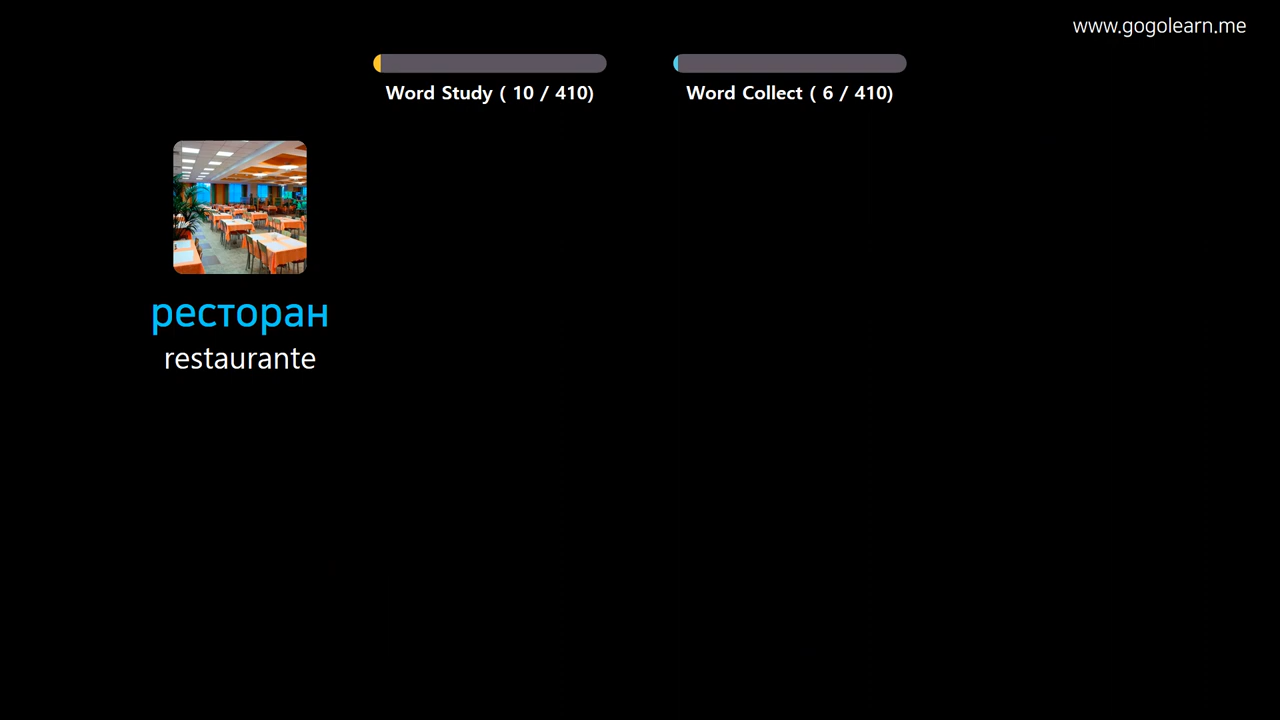 www.gogolearn.me
Word Study ( 10 / 410)
Word Collect ( 6 / 410)
ресторан
restaurante